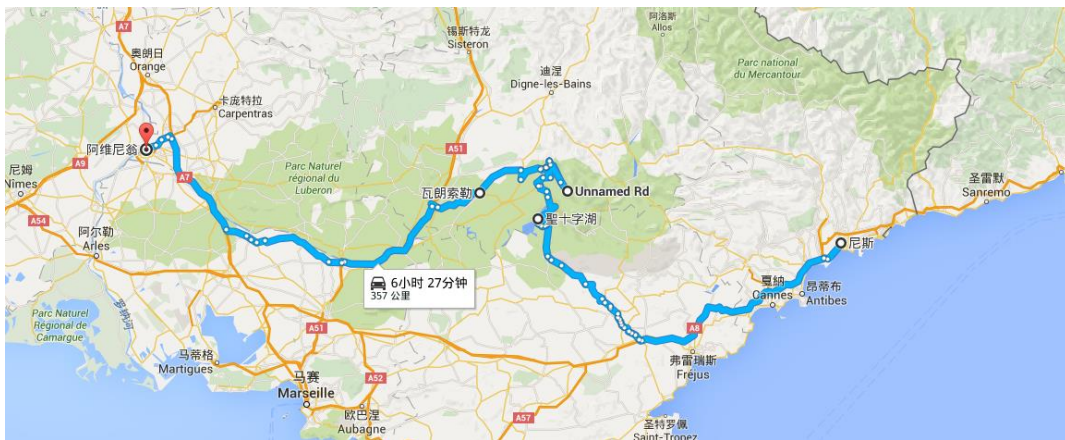 A7
奥朗日
Orange
锡斯特龙
Sisteron
阿洛斯
Allos
Parc national
du Mercantour
迪涅
Digne-les-Bains
卡庞特拉
Carpentras
阿维尼翁
A9
A7
尼姆
Nîmes
A54
阿尔勒
Arles
Parc Naturel
régional du
Luberon
A51
瓦朗索勒
Unnamed Rd
聖十字湖
圣雷默
Sanremo
尼斯
戛納
Cannes
昂蒂布
Antibes
6小时 27分钟
357 公里
罗纳河
Parc Naturel
Régional de
Camargue
A51
A8
弗雷瑞斯
Fréjus
马蒂格
Martigues
马赛
Marseille
A52
欧巴涅
Aubagne
A57
圣特罗佩
Saint-Tropez